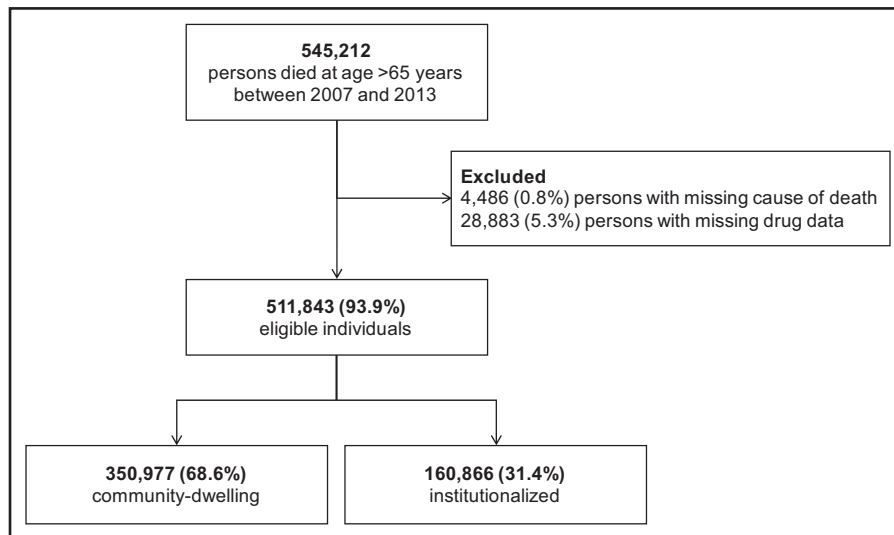 545,212
persons died at age >65 years
between 2007 and 2013
Excluded
4,486 (0.8%) persons with missing cause of death
28,883 (5.3%) persons with missing drug data
511,843 (93.9%)
eligible individuals
350,977 (68.6%)
community-dwelling
160,866 (31.4%)
institutionalized